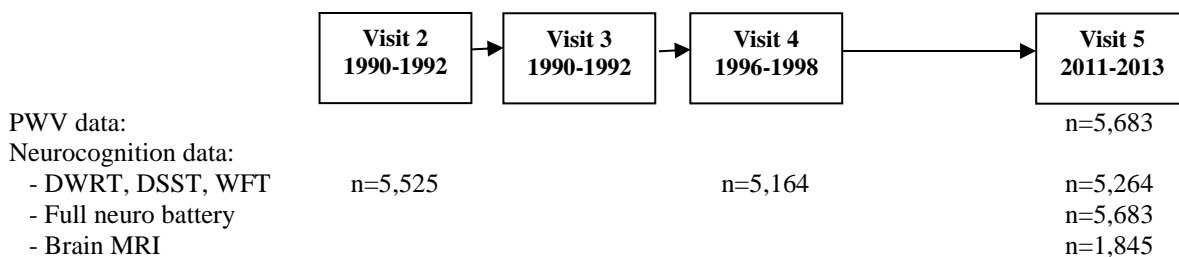 Visit 2 Visit 3 Visit 4 Visit 5
1990-1992 1990-1992 1996-1998 2011-2013
PWV data: n=5,683
Neurocognition data:
- DWRT, DSST, WFT n=5,525 n=5,164 n=5,264
- Full neuro battery n=5,683
- Brain MRI n=1,845